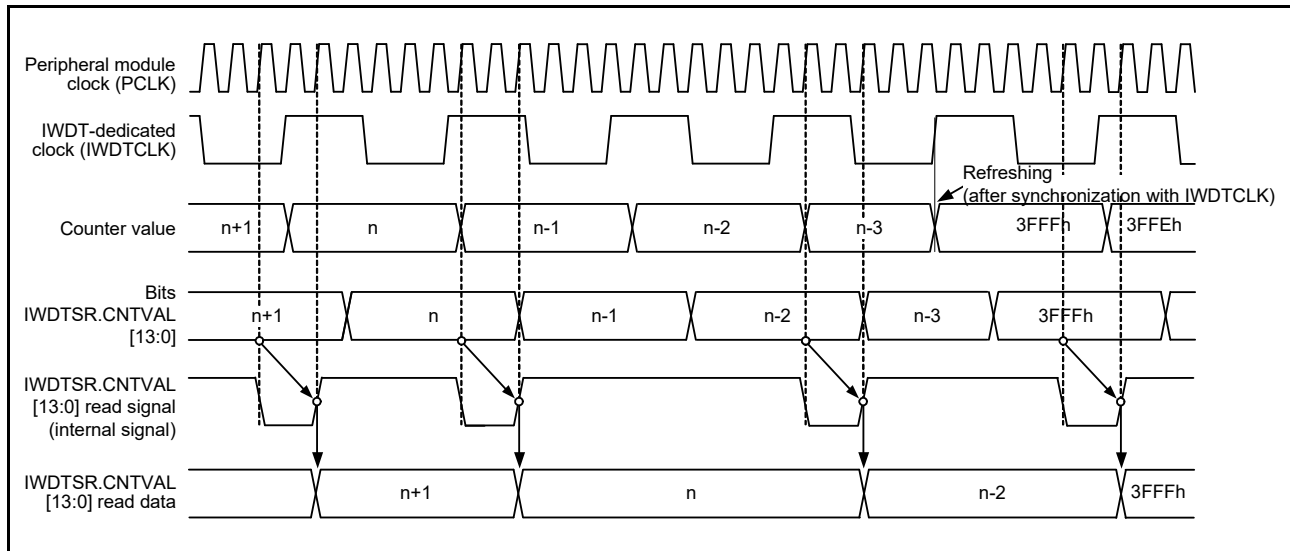 Peripheral module
clock (PCLK)
IWDT-dedicated
clock (IWDTCLK)
Refreshing
(after synchronization with IWDTCLK)
Counter value
n+1 n n-1 n-2 n-3 3FFFh 3FFEh
Bits
IWDTSR.CNTVAL
[13:0]
n+1 n n-1 n-2 n-3 3FFFh
IWDTSR.CNTVAL
[13:0] read signal
(internal signal)
IWDTSR.CNTVAL
[13:0] read data
n+1 n n-2 3FFFh